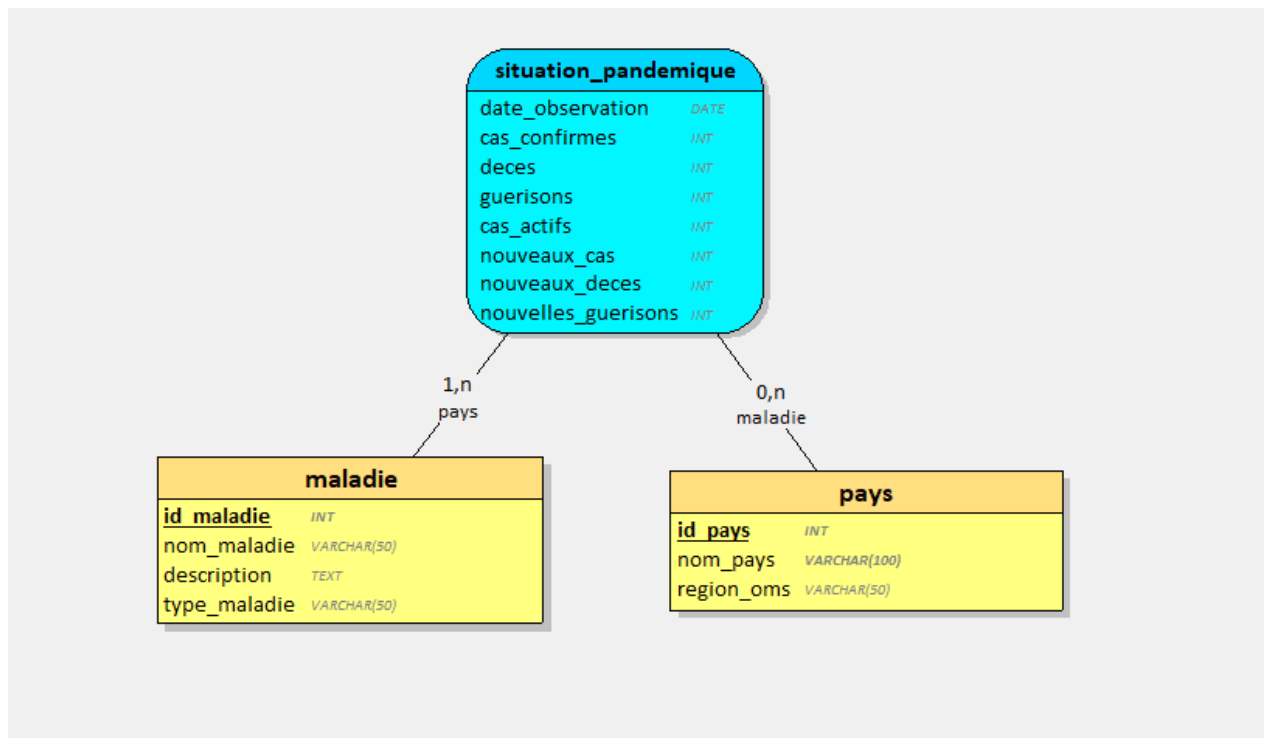 situation_pandemique
date_observation DATE
cas_confirmes INT
deces INT
guerisons INT
cas_actifs INT
nouveaux_cas INT
nouveaux_deces INT
nouvelles_guerisons INT
1,n
pays
0,n
maladie
maladie
id_maladie INT
nom_maladie VARCHAR(50)
description TEXT
type_maladie VARCHAR(50)
pays
id_pays INT
nom_pays VARCHAR(100)
region_oms VARCHAR(50)